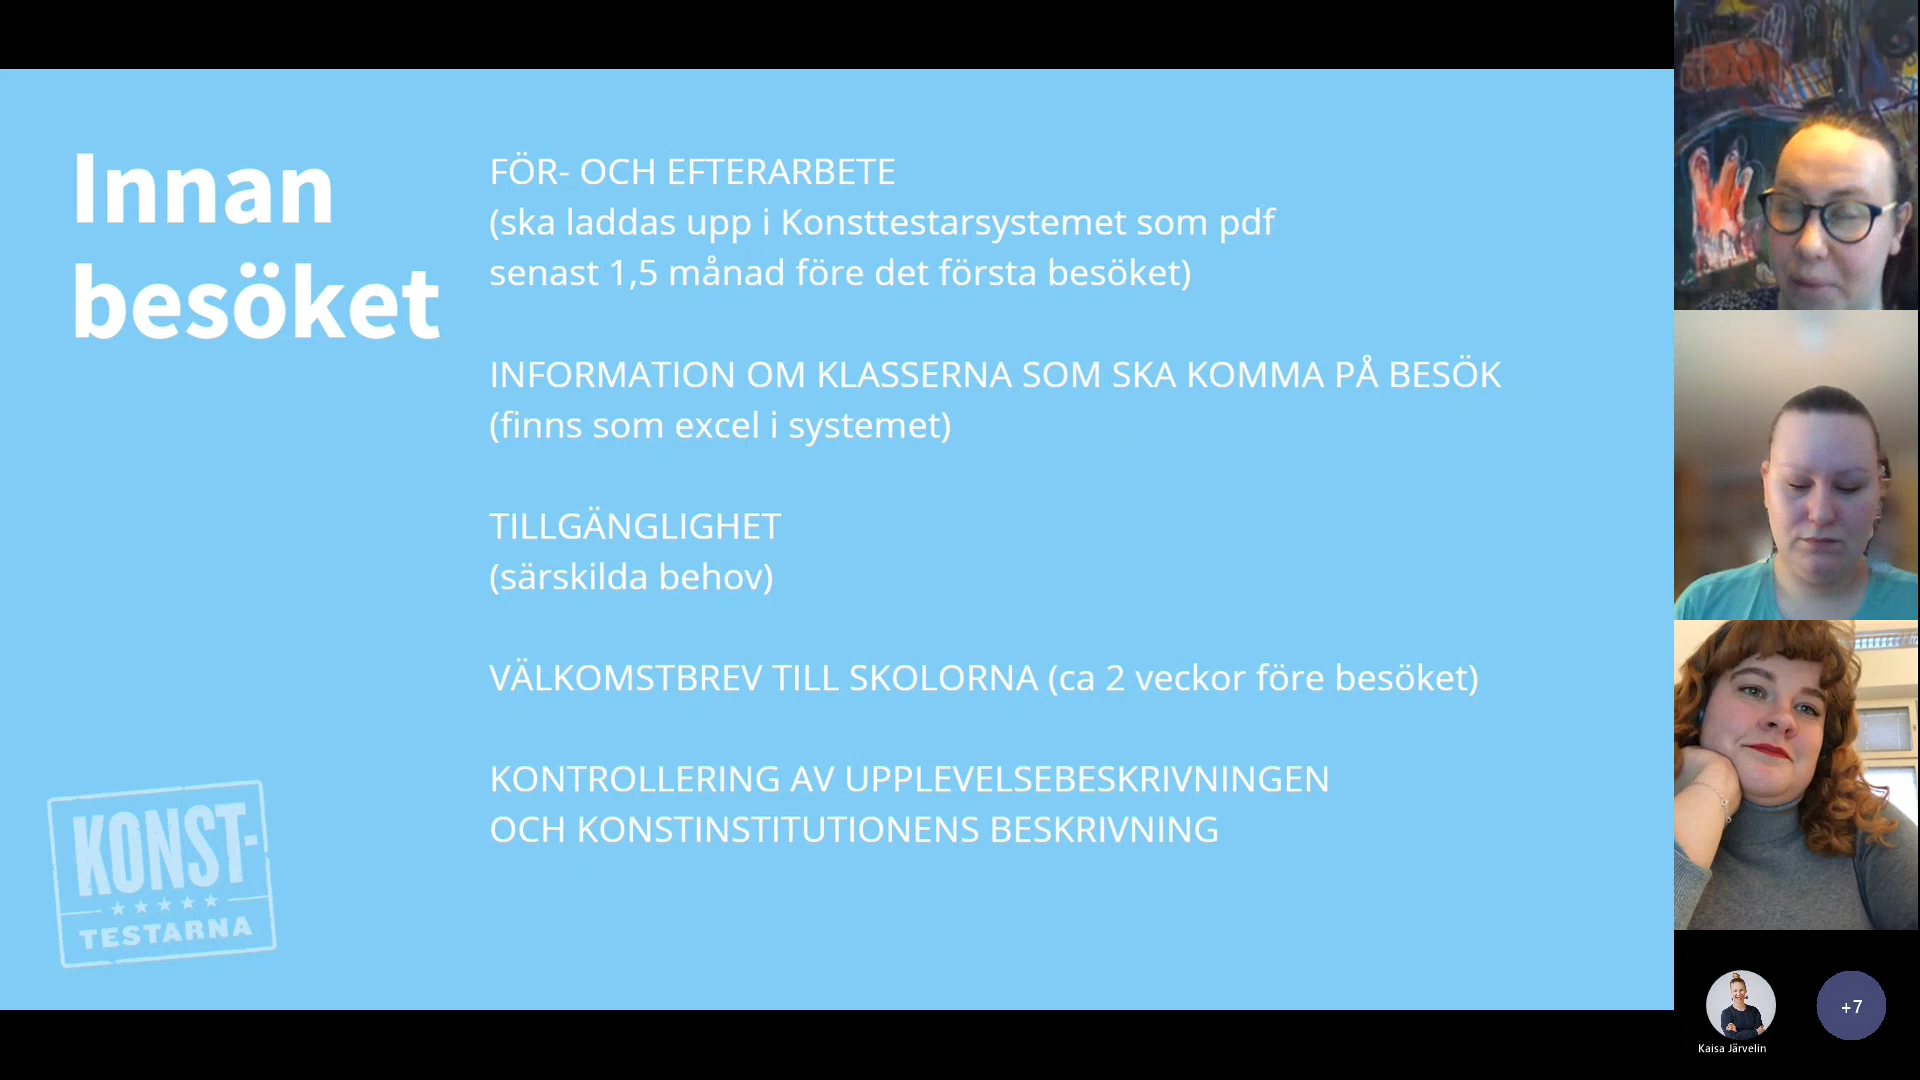 Innan
besöket
FÖR- OCH EFTERARBETE
(ska laddas upp i Konsttestarsystemet som pdf
senast 1,5 månad före det första besöket)
INFORMATION OM KLASSERNA SOM SKA KOMMA PÅ BESÖK
(finns som excel i systemet)
TILLGÄNGLIGHET
(särskilda behov)
VÄLKOMSTBREV TILL SKOLORNA (ca 2 veckor före besöket)
KONTROLLERING AV UPPLEVELSEBESKRIVNINGEN
OCH KONSTINSTITUTIONENS BESKRIVNING
KONST-
TESTARNA
Kaisa Järvelin
+7